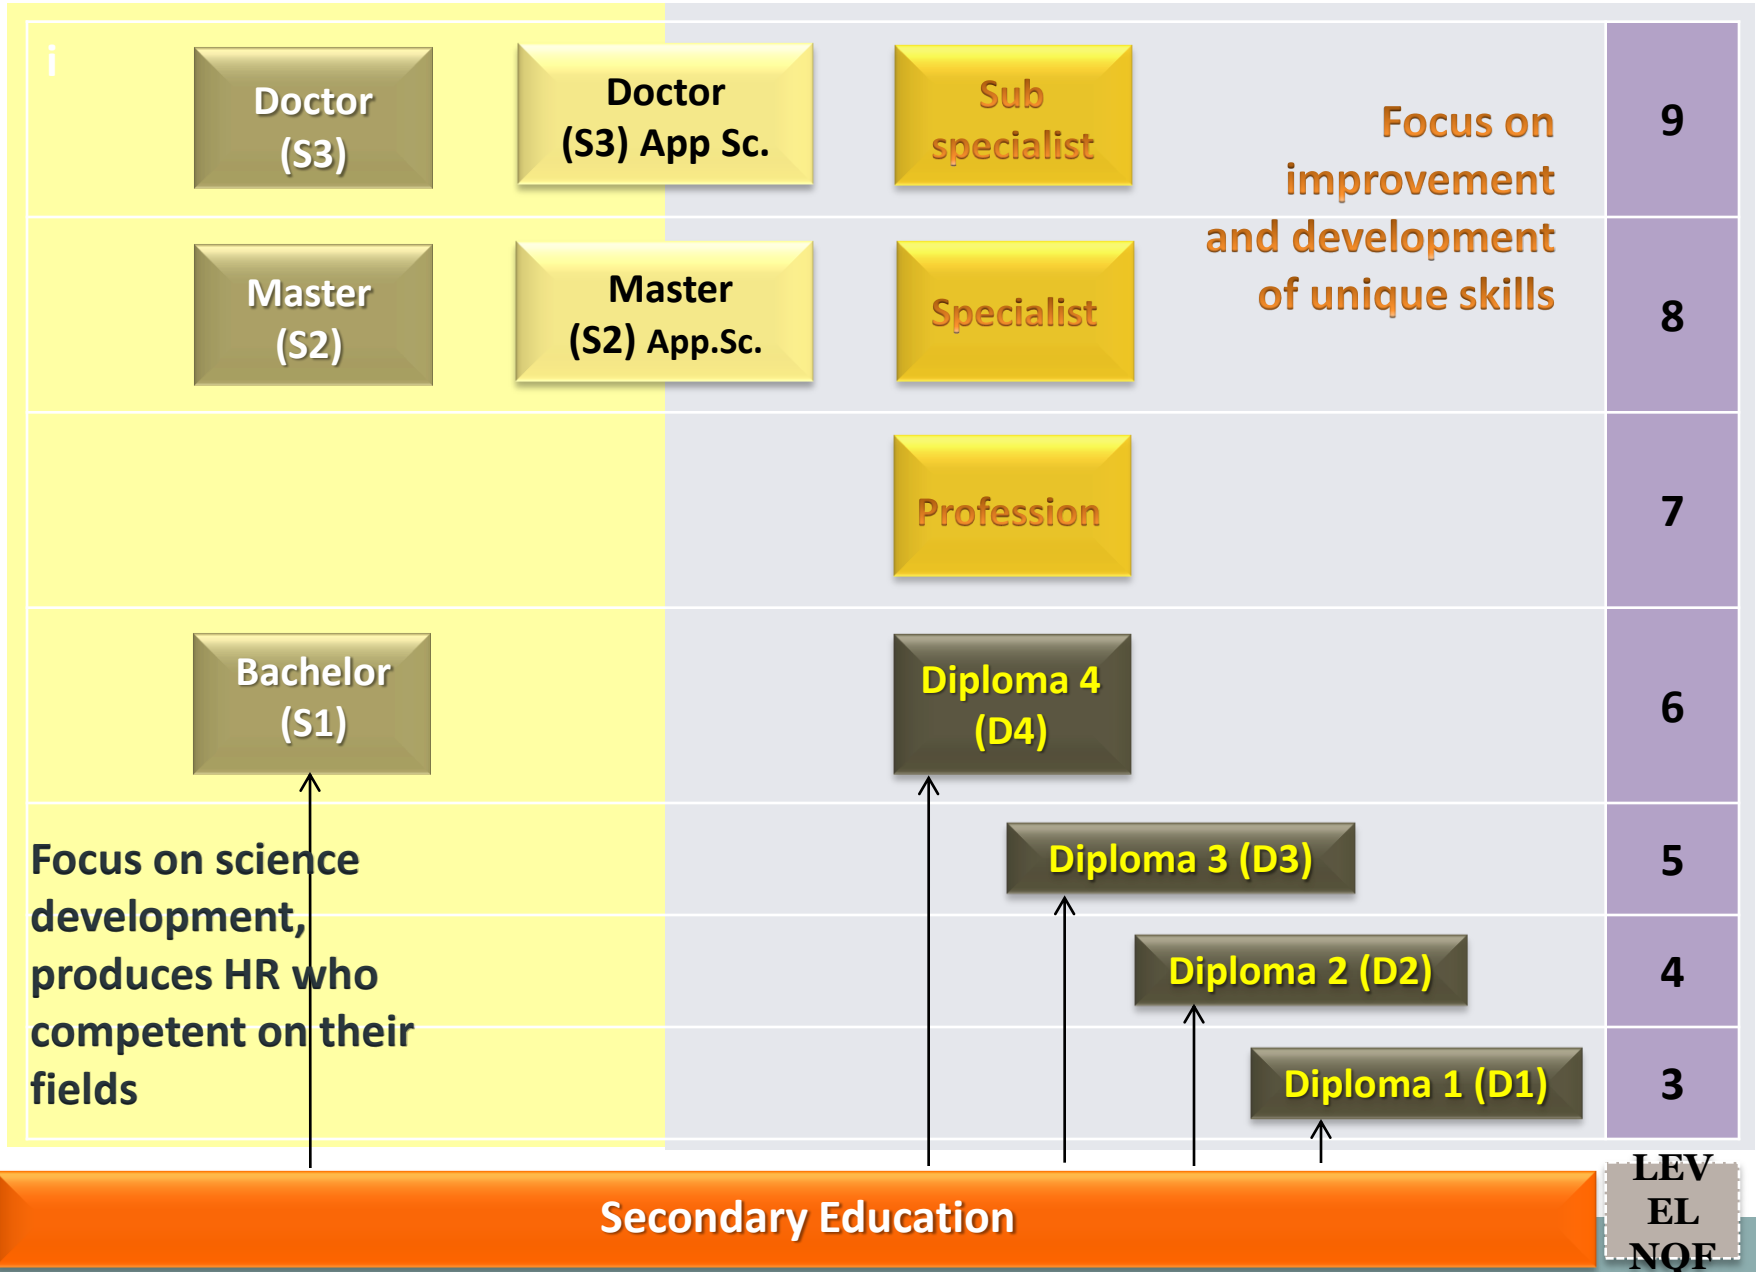 i
Doctor
(S3)
Doctor
(S3) App Sc.
Sub
specialist
Focus on
improvement
and development
of unique skills
9
Master
(S2)
Master
(S2) App.Sc.
Specialist
8
Profession
7
Bachelor
(S1)
Diploma 4
(D4)
6
Focus on science
development,
produces HR who
competent on their
fields
Diploma 3 (D3)
5
Diploma 2 (D2)
4
Diploma 1 (D1)
3
Secondary Education
LEV
EL
NQF